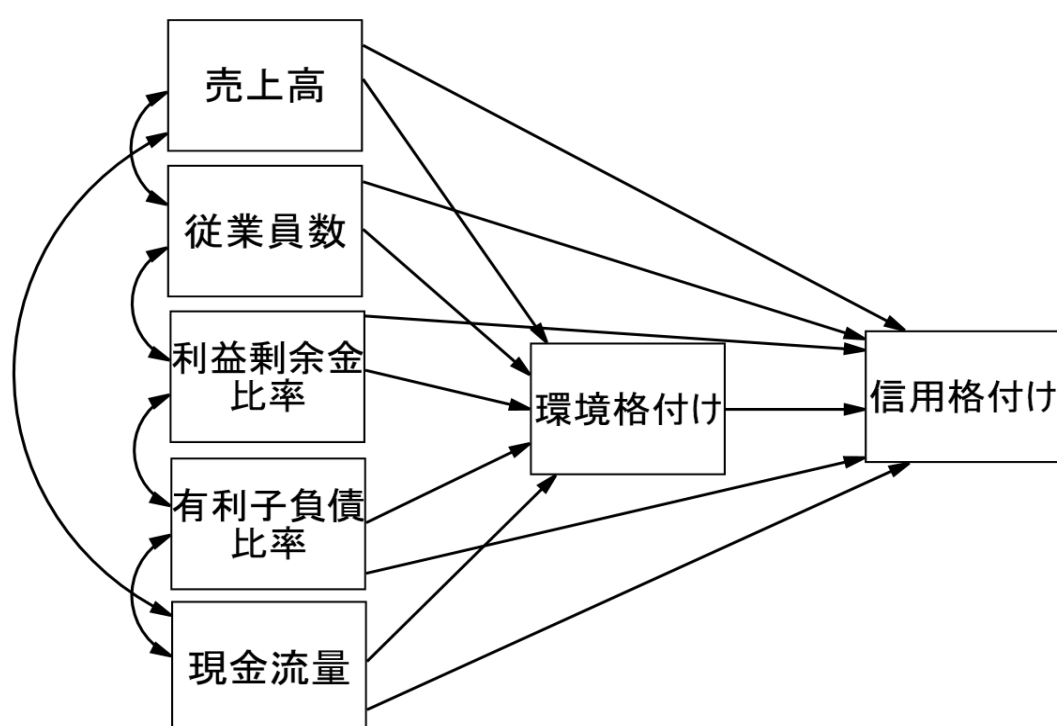 売上高
従業員数
利益剰余金
比率
有利子負債
比率
現金流量
環境格付け
信用格付け